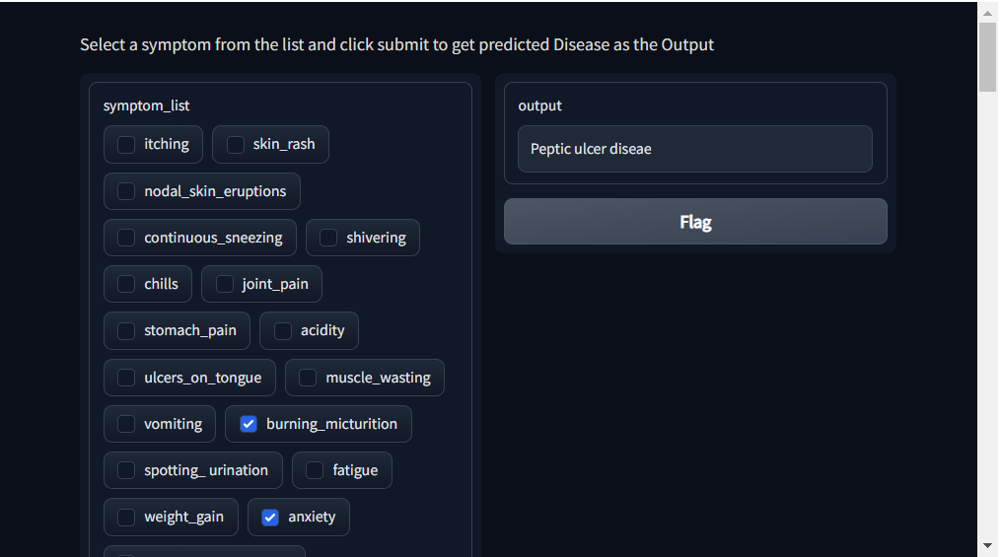 Select a symptom from the list and click submit to get predicted Disease as the Output
symptom_list
itching skin_rash
nodal_skin_eruptions
continuous_sneezing shivering
chills joint_pain
stomach_pain acidity
ulcers_on_tongue muscle_wasting
vomiting burning_micturition
spotting_ urination fatigue
weight_gain anxiety
output
Peptic ulcer diseae
Flag